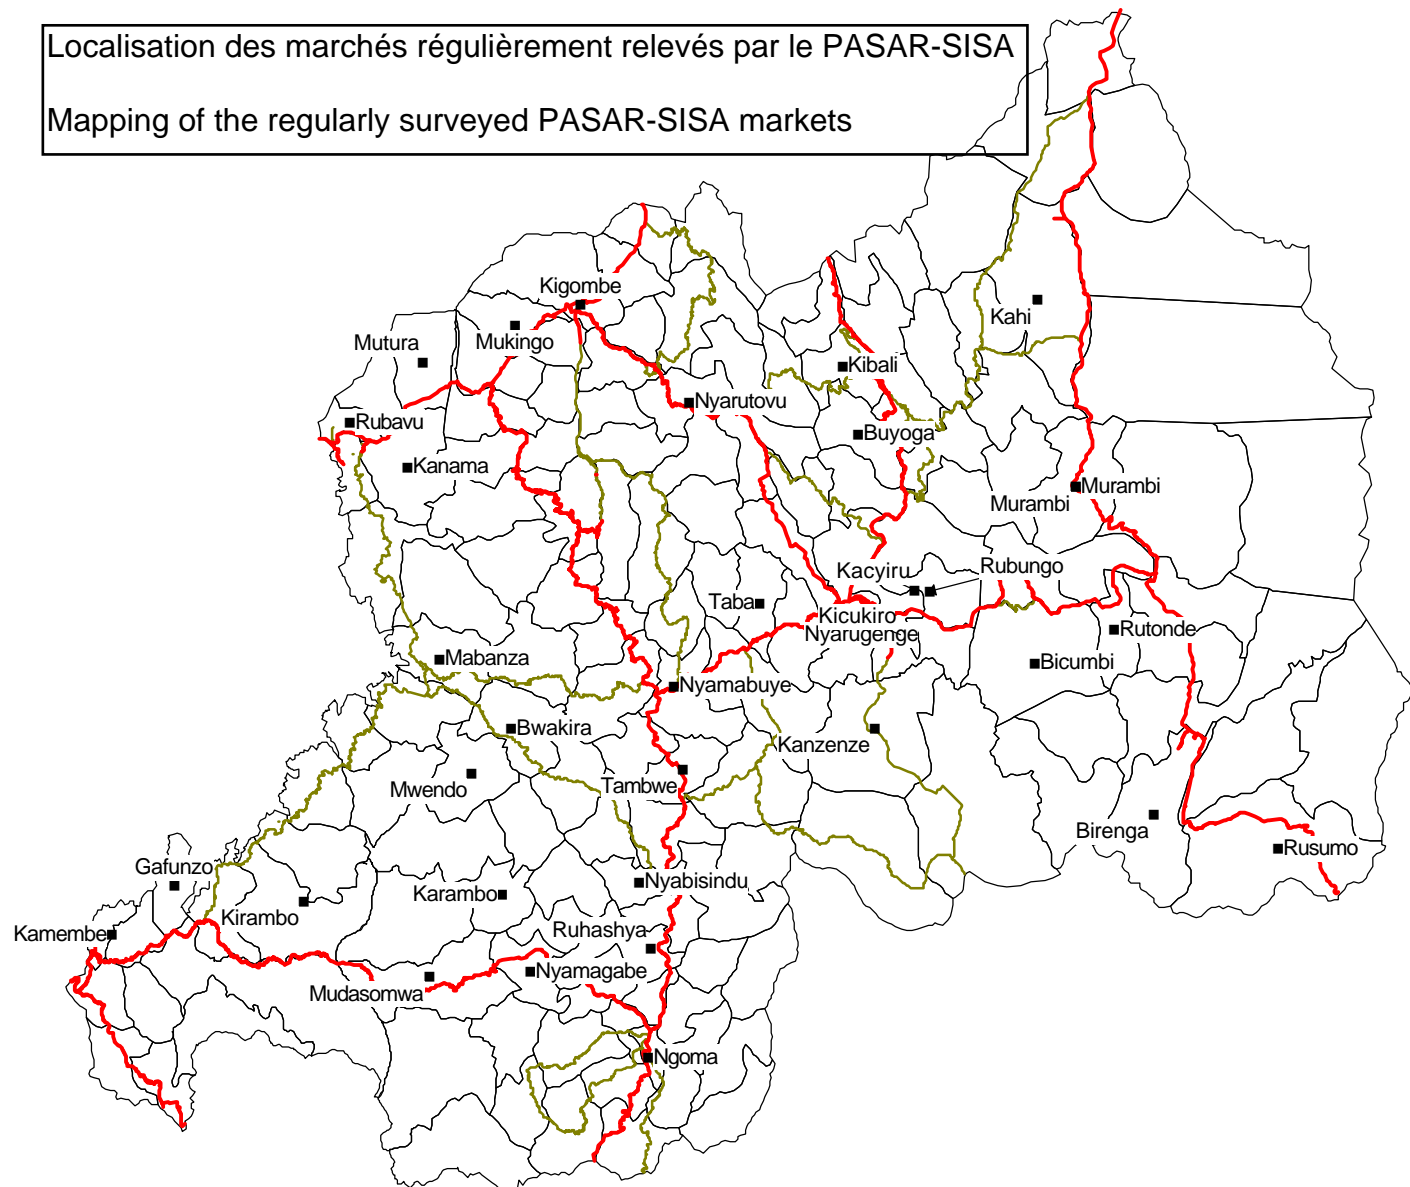 Localisation des marchés régulièrement relevés par le PASAR-SISA
Mapping of the regularly surveyed PASAR-SISA markets
Kigombe
Kahi
Mukingo
Mutura
Kibali
Nyarutovu
Rubavu
Buyoga
Kanama
Murambi
Murambi
Rubungo
Kacyiru
Taba
Kicukiro
Nyarugenge
Rutonde
Mabanza
Bicumbi
Nyamabuye
Bwakira
Kanzenze
Mwendo
Tambwe
Birenga
Rusumo
Gafunzo
Nyabisindu
Karambo
Kirambo
Ruhashya
Kamembe
Nyamagabe
Mudasomwa
Ngoma